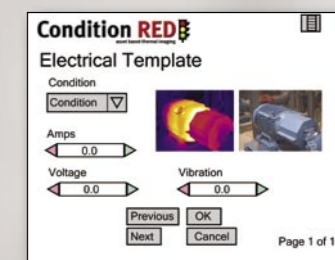 Condition RED
asset based thermal imaging
Electrical Template
Condition
Condition
Amps
0.0
Voltage
0.0
Vibration
0.0
Previous
OK
Next
Cancel
Page 1 of 1